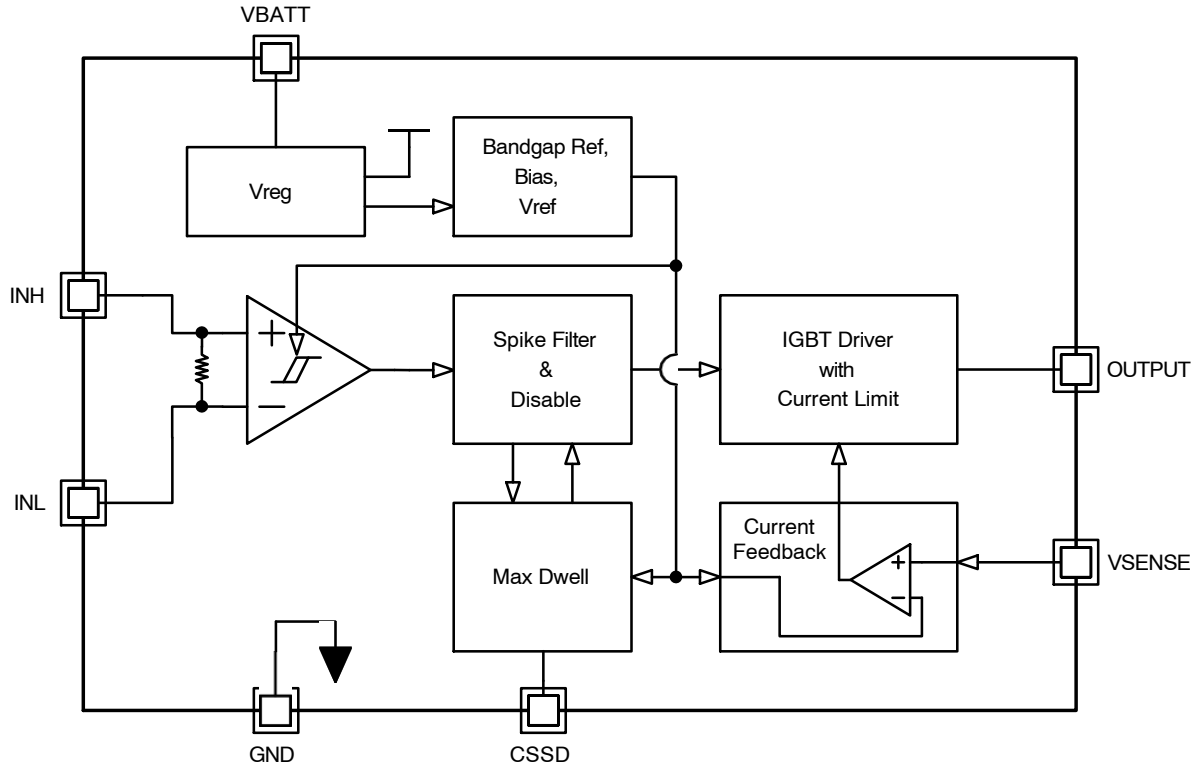 VBATT
Bandgap Ref,
Bias,
Vref
Vreg
INH
+
−
Spike Filter
&
Disable
IGBT Driver
with
Current Limit
OUTPUT
INL
Max Dwell
Current
Feedback
+
−
VSENSE
GND
CSSD